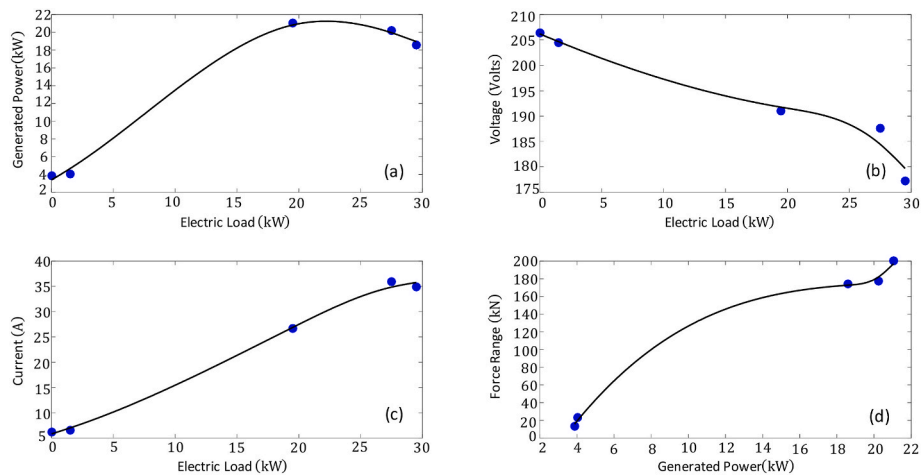 22
20
18
16
14
12
10
8
6
4
2
Generated Power(kW)
0 5 10 15 20 25 30
Electric Load (kW)
(a)
210
205
200
195
190
185
180
175
Voltage (Volts)
0 5 10 15 20 25 30
Electric Load (kW)
(b)
40
35
30
25
20
15
10
5
Current (A)
0 5 10 15 20 25 30
Electric Load (kW)
(c)
200
180
160
140
120
100
80
60
40
20
0
Force Range (kN)
2 4 6 8 10 12 14 16 18 20 22
Generated Power(kW)
(d)